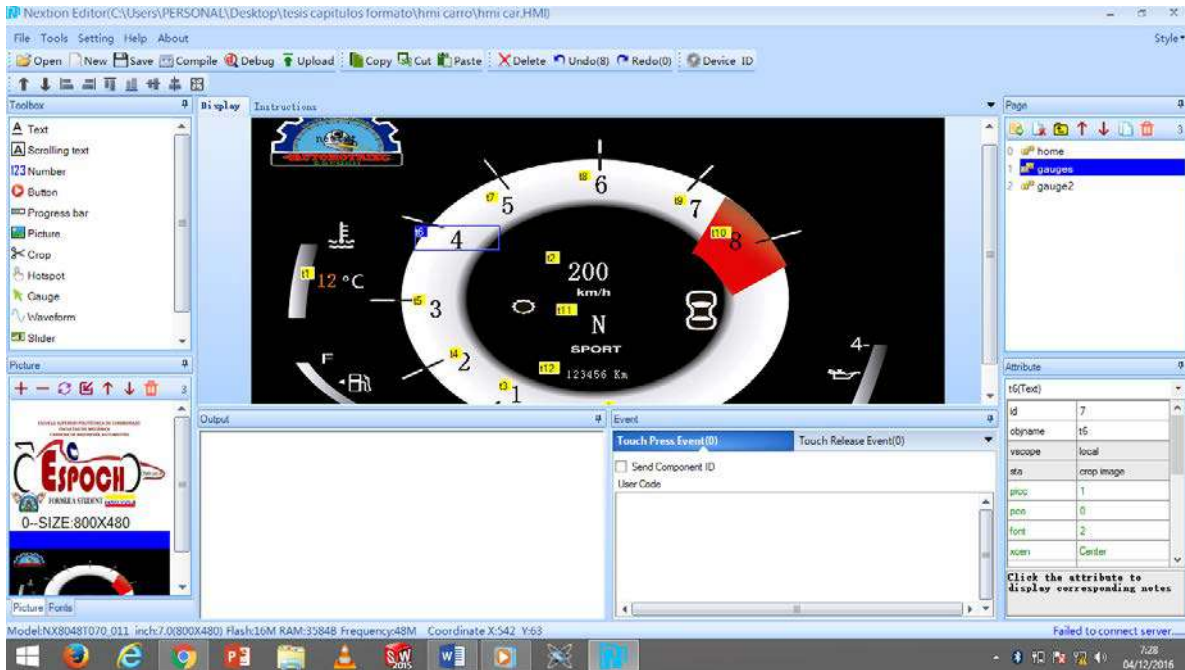 Nextion Editor(C:\Users\PERSONAL\Desktop\tesis capitulos formato\hmi carro\hmi car.HMI)
File Tools Setting Help About
Style
Open New Save Compile Debug Upload Copy Cut Paste Delete Undo(8) Redo(0) Device ID
Toolbox
Text
Scrolling text
123 Number
Button
Progress bar
Picture
Crop
Hotspot
Gauge
Waveform
Slider
Display Instructions
t8
6
t7
5
t9
7
t6
4
t10
8
t2
200
km/h
t1
12 °C
t5
3
t11
N
SPORT
t4
2
F
t12
123456 Km
4-
t3
1
Page
3
0 home
1 gauges
2 gauge2
Picture
3
ESPOCH
FORMULA STUDENT
0--SIZE:800X480
Picture Fonts
Output
Event
Touch Press Event(0) Touch Release Event(0)
Send Component ID
User Code
Attribute
t6(Text)
id 7
objname t6
vscope local
sta crop image
picc 1
pco 0
font 2
xcen Center
Click the attribute to
display corresponding notes
Model:NX8048T070_011 inch:7.0(800X480) Flash:16M RAM:3584B Frequency:48M Coordinate X:542 Y:63
Failed to connect server.....
7:28
04/12/2016